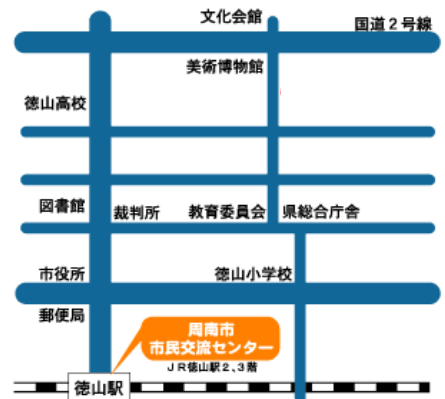 文化会館
国道２号線
美術博物館
徳山高校
図書館
裁判所
教育委員会
県総合庁舎
市役所
徳山小学校
郵便局
周南市
市民交流センター
ＪＲ徳山駅２、３階
徳山駅